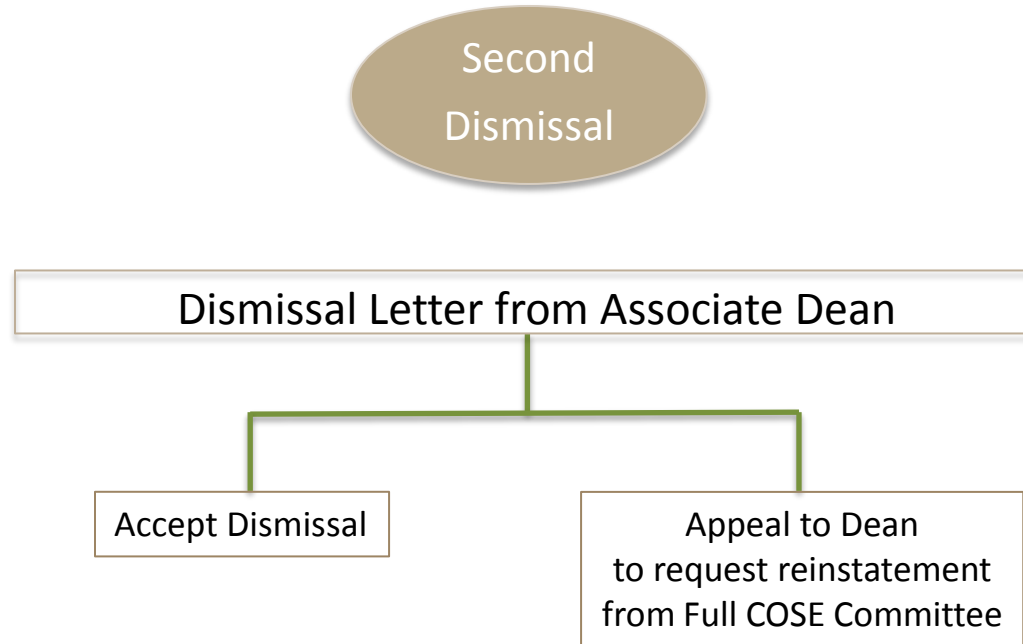 Second
Dismissal
Dismissal Letter from Associate Dean
Accept Dismissal
Appeal to Dean
to request reinstatement
from Full COSE Committee